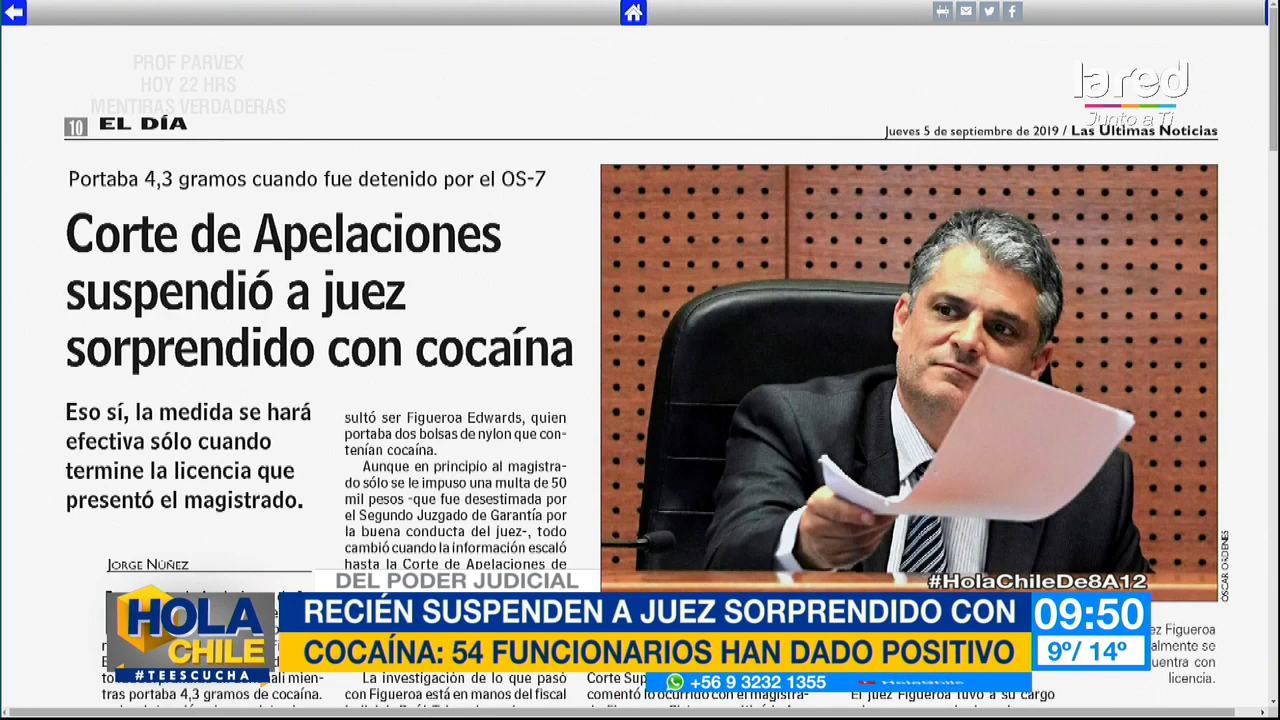 PROF PARVEX
HOY 22 HRS
MENTIRAS VERDADERAS
lared
Junto a Ti
10 EL DÍA
Jueves 5 de septiembre de 2019 / Las Últimas Noticias
Portaba 4,3 gramos cuando fue detenido por el OS-7
Corte de Apelaciones
suspendió a juez
sorprendido con cocaína
Eso sí, la medida se hará
efectiva sólo cuando
termine la licencia que
presentó el magistrado.
JORGE NÚÑEZ
sultó ser Figueroa Edwards, quien
portaba dos bolsas de nylon que con-
tenían cocaína.
Aunque en principio al magistra-
do sólo se le impuso una multa de 50
mil pesos -que fue desestimada por
el Segundo Juzgado de Garantía por
la buena conducta del juez-, todo
cambió cuando la información escaló
hasta la Corte de Apelaciones de
ÓSCAR ÓRDENES
#HolaChileDe8A12
DEL PODER JUDICIAL
HOLA
CHILE
#TEESCUCHA
RECIÉN SUSPENDEN A JUEZ SORPRENDIDO CON
COCAÍNA: 54 FUNCIONARIOS HAN DADO POSITIVO
09:50
9°/ 14°
+56 9 3232 1355
HolaChile
tras portaba 4,3 gramos de cocaína.
La investigación de lo que pasó
con Figueroa está en manos del fiscal
Corte Sup
comentó lo ocurrido con el magistra-
El juez Figueroa tuvo a su cargo
ez Figueroa
almente se
uentra con
licencia.